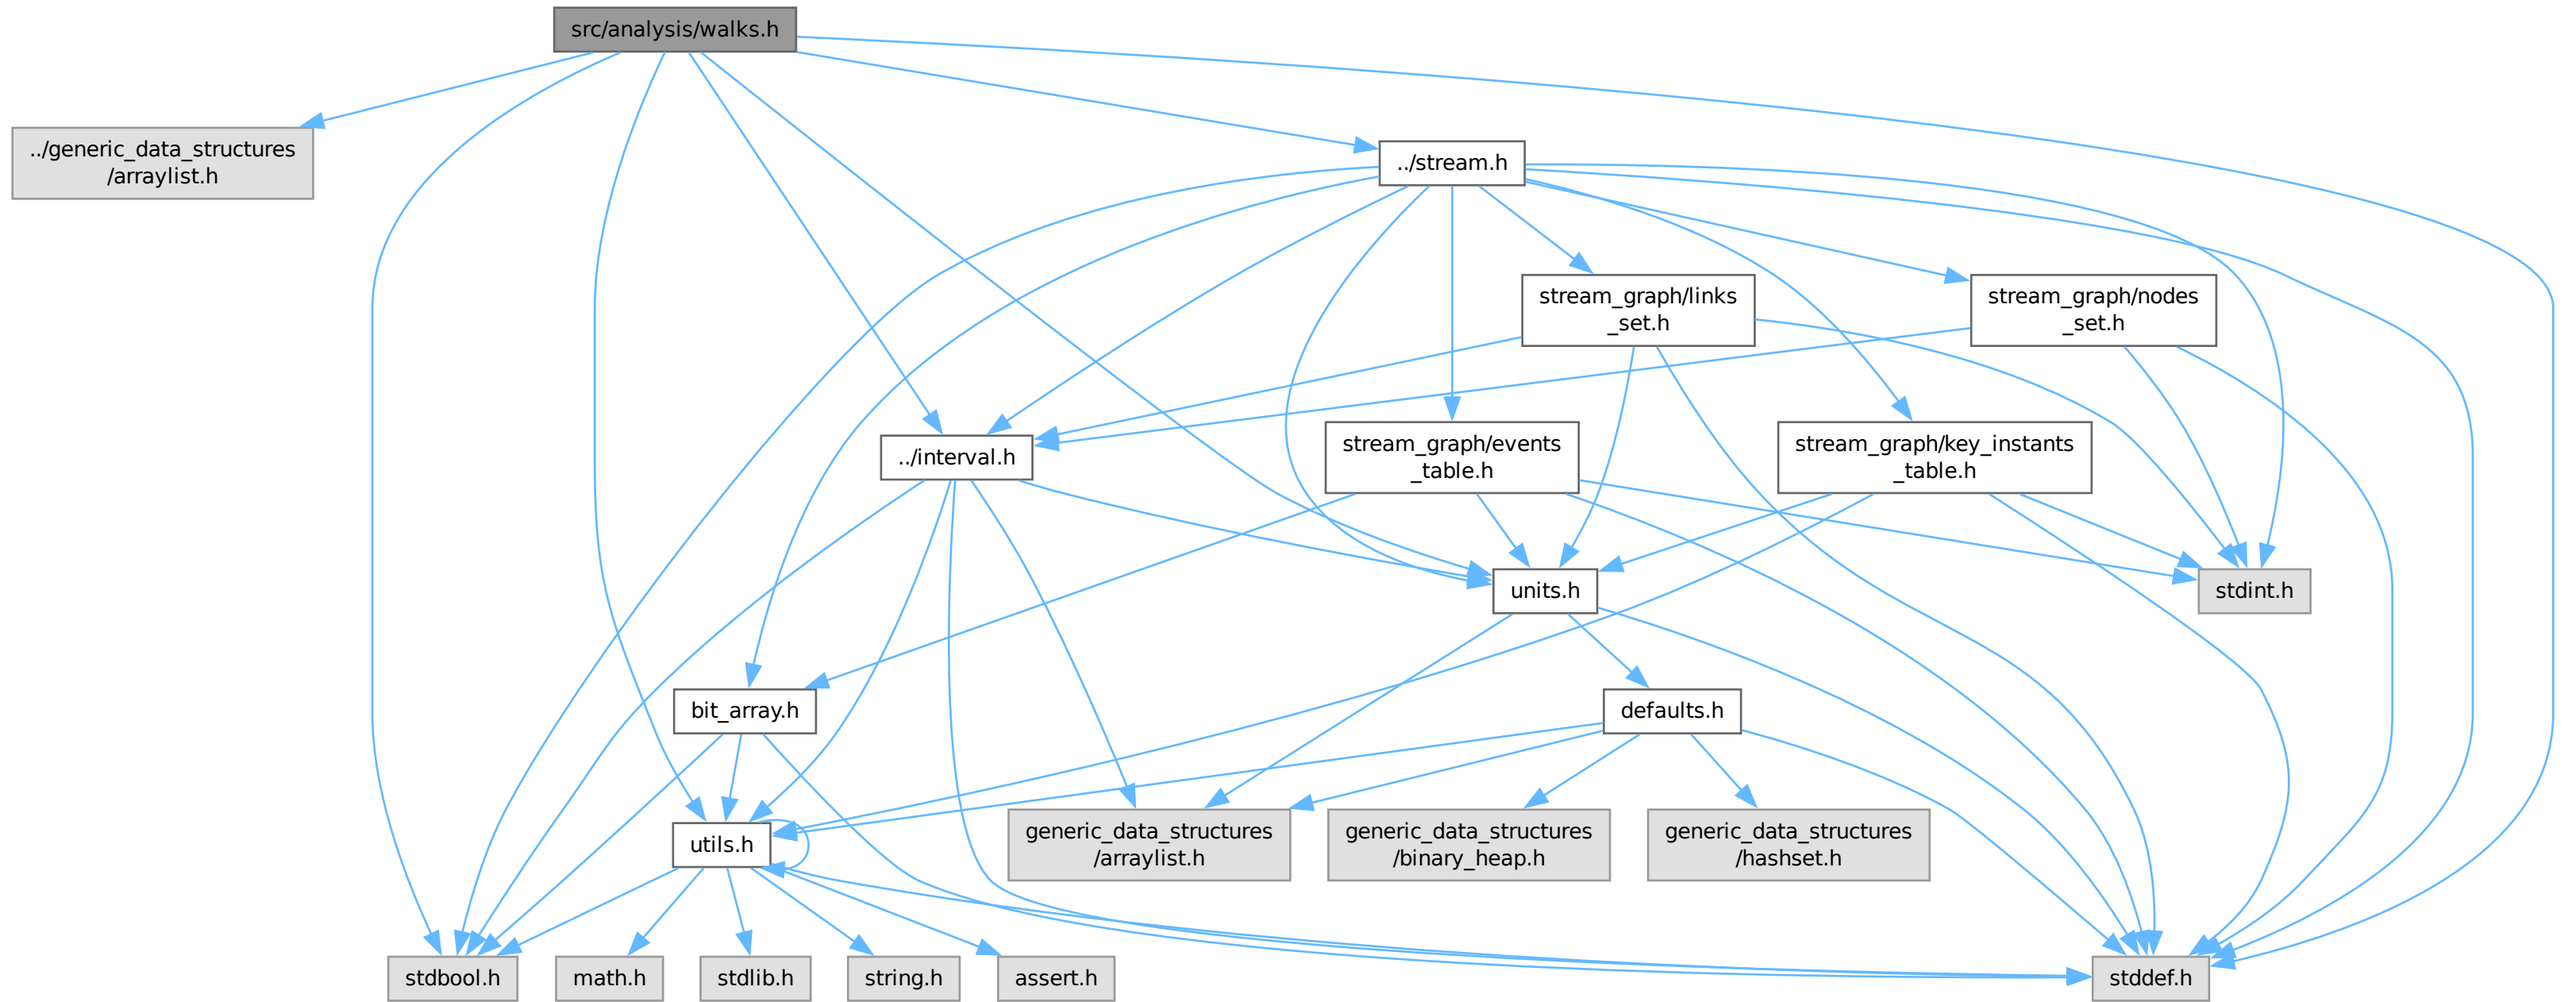 src/analysis/walks.h
../generic_data_structures
/arraylist.h
../stream.h
stream_graph/links
_set.h
stream_graph/nodes
_set.h
../interval.h
stream_graph/events
_table.h
stream_graph/key_instants
_table.h
units.h
stdint.h
bit_array.h
defaults.h
utils.h
generic_data_structures
/arraylist.h
generic_data_structures
/binary_heap.h
generic_data_structures
/hashset.h
stdbool.h
math.h
stdlib.h
string.h
assert.h
stddef.h